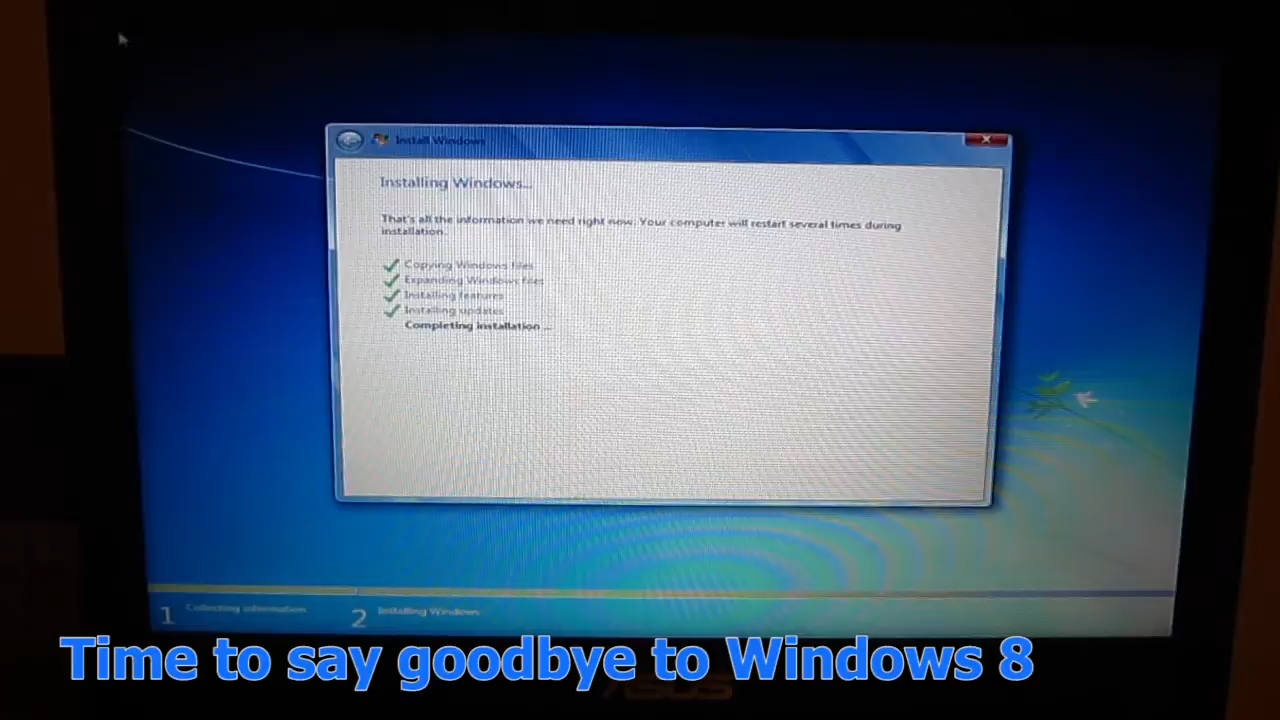 Install Windows
Installing Windows...
That's all the information we need right now. Your computer will restart several times during
installation.
Copying Windows files
Expanding Windows files
Installing features
Installing updates
Completing installation ...
1 Collecting information
2 Installing Windows
Time to say goodbye to Windows 8
ASUS